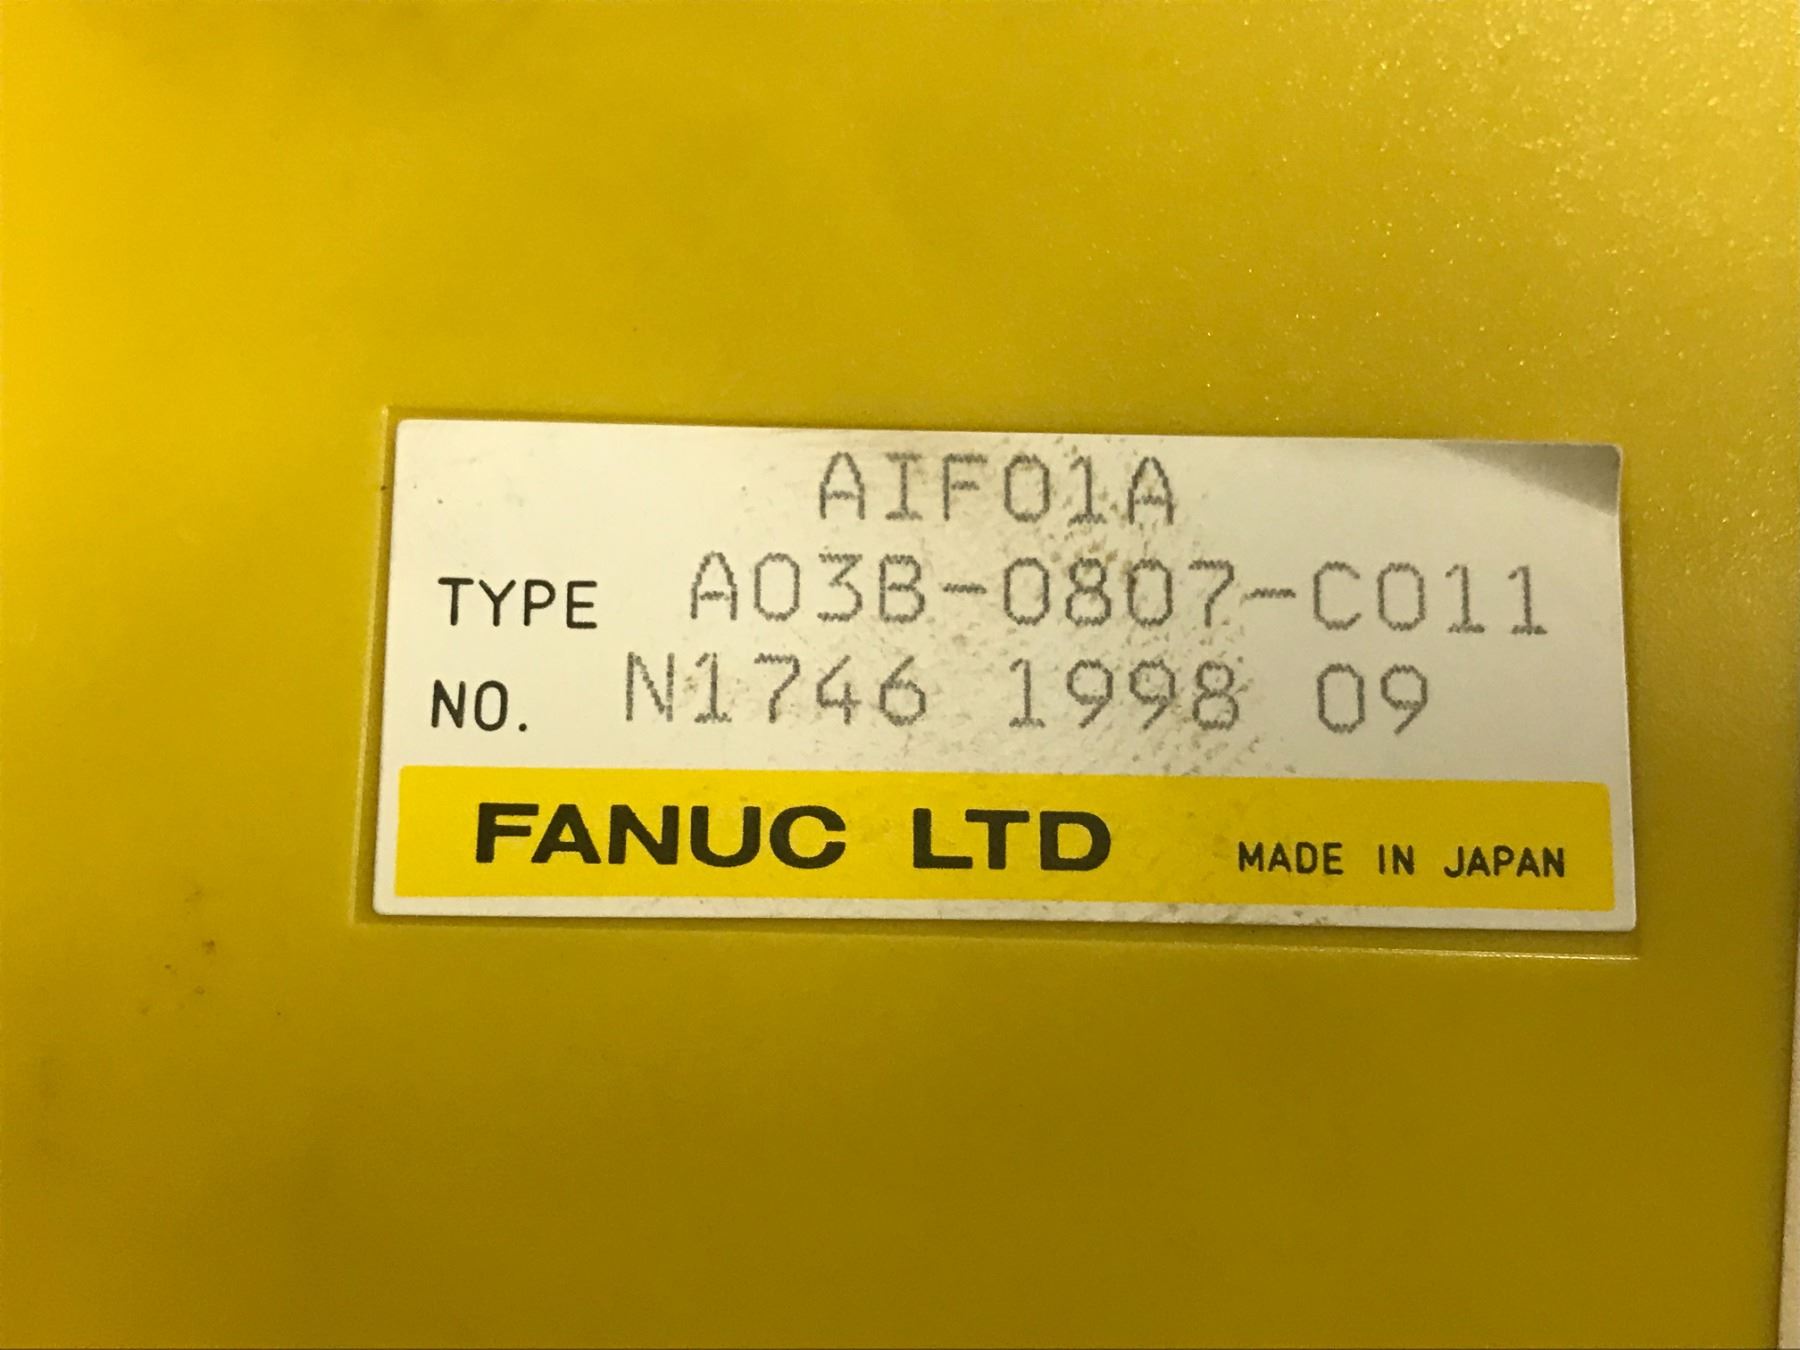 AIF01A
TYPE A03B-0807-C011
NO. N1746 1998 09
FANUC LTD MADE IN JAPAN